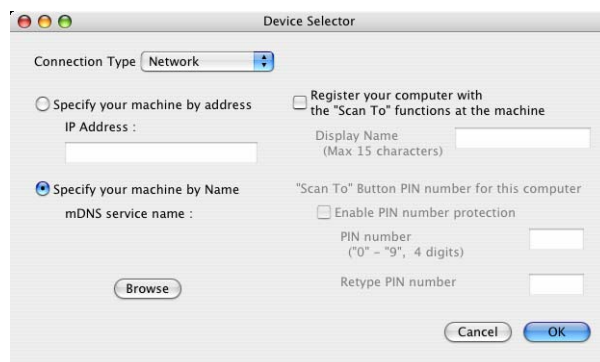 Device Selector
Connection Type Network
Specify your machine by address
IP Address :
Specify your machine by Name
mDNS service name :
Browse
Register your computer with
the "Scan To" functions at the machine
Display Name
(Max 15 characters)
"Scan To" Button PIN number for this computer
Enable PIN number protection
PIN number
("0" - "9", 4 digits)
Retype PIN number
Cancel OK